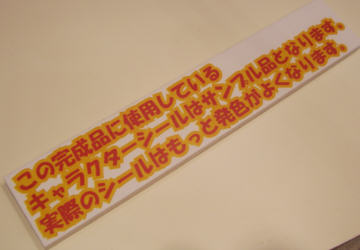 この完成品に使用している
キャラクターシールはサンプル品となります。
実際のシールはもっと発色がよくなります。